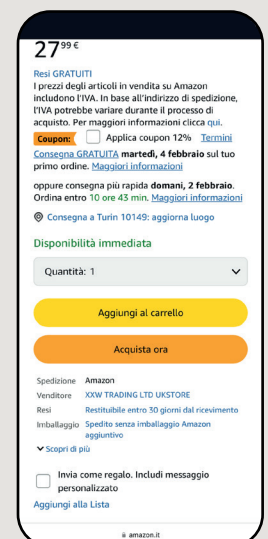 27⁹⁹ €
Resi GRATUITI
I prezzi degli articoli in vendita su Amazon
includono l'IVA. In base all'indirizzo di spedizione,
l'IVA potrebbe variare durante il processo di
acquisto. Per maggiori informazioni clicca qui.
Coupon: Applica coupon 12% Termini
Consegna GRATUITA martedì, 4 febbraio sul tuo
primo ordine. Maggiori informazioni
oppure consegna più rapida domani, 2 febbraio.
Ordina entro 10 ore 43 min. Maggiori informazioni
Consegna a Turin 10149: aggiorna luogo
Disponibilità immediata
Quantità: 1
Aggiungi al carrello
Acquista ora
Spedizione Amazon
Venditore XXW TRADING LTD UKSTORE
Resi Restituibile entro 30 giorni dal ricevimento
Imballaggio Spedito senza imballaggio Amazon
aggiuntivo
Scopri di più
Invia come regalo. Includi messaggio
personalizzato
Aggiungi alla Lista
amazon.it